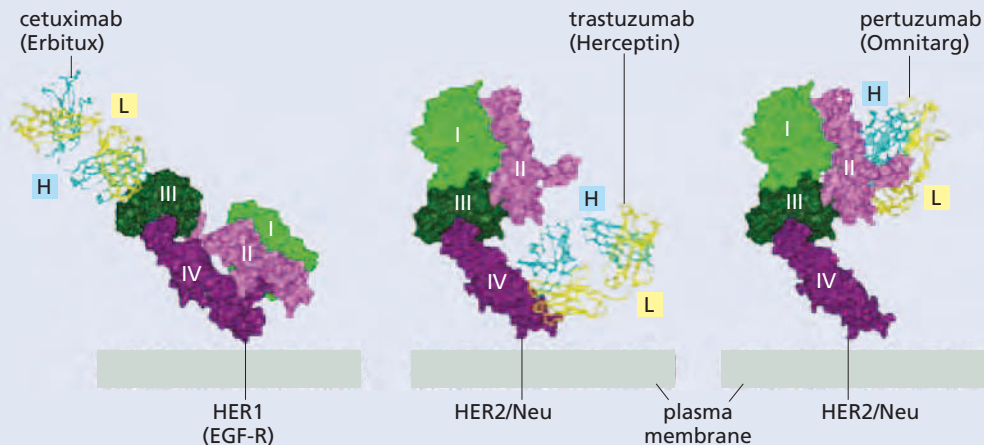 cetuximab
(Erbitux)
L
H
III
I
II
IV
HER1
(EGF-R)
trastuzumab
(Herceptin)
I
II
III
H
IV
L
HER2/Neu
plasma
membrane
pertuzumab
(Omnitarg)
H
I
II
III
L
IV
HER2/Neu